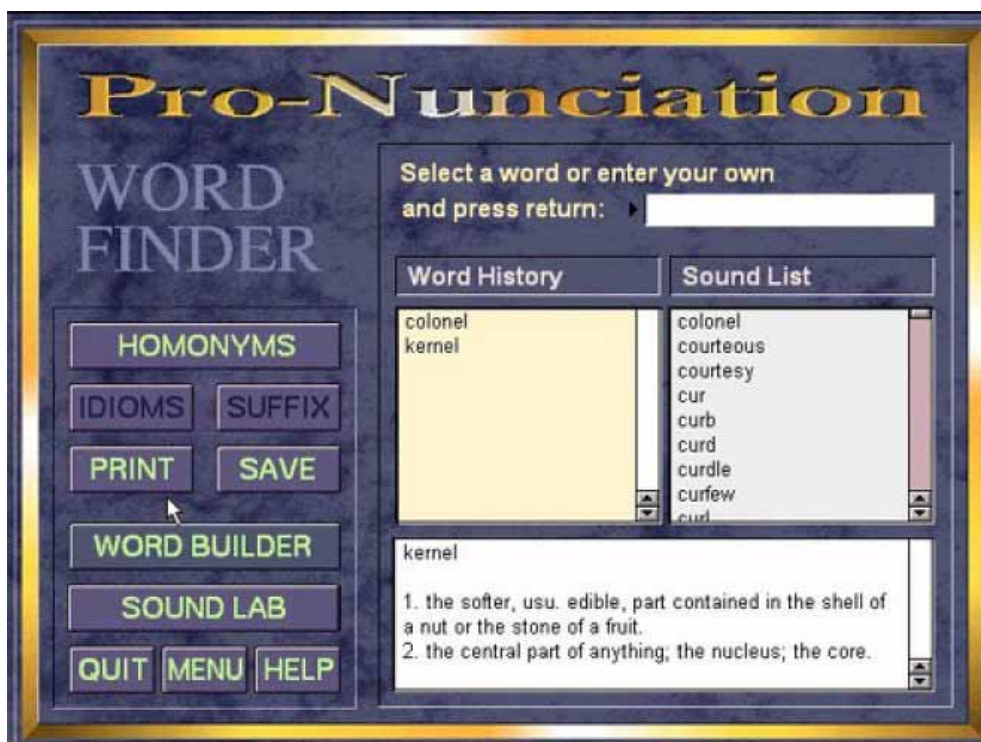 Pro-Nunciation
WORD
FINDER
HOMONYMS
IDIOMS SUFFIX
PRINT SAVE
WORD BUILDER
SOUND LAB
QUIT MENU HELP
Select a word or enter your own
and press return:
Word History
colonel
kernel
Sound List
colonel
courteous
courtesy
cur
curb
curd
curdle
curfew
curl
kernel
1. the softer, usu. edible, part contained in the shell of
a nut or the stone of a fruit.
2. the central part of anything; the nucleus; the core.